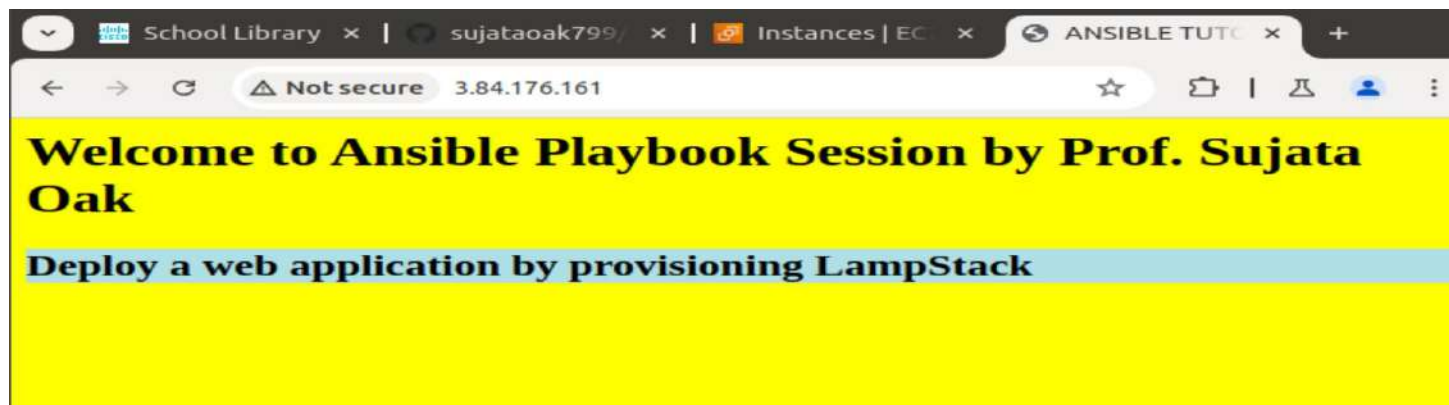 School Library
sujataoak799/
Instances | EC
ANSIBLE TUTO
Not secure 3.84.176.161
Welcome to Ansible Playbook Session by Prof. Sujata
Oak
Deploy a web application by provisioning LampStack